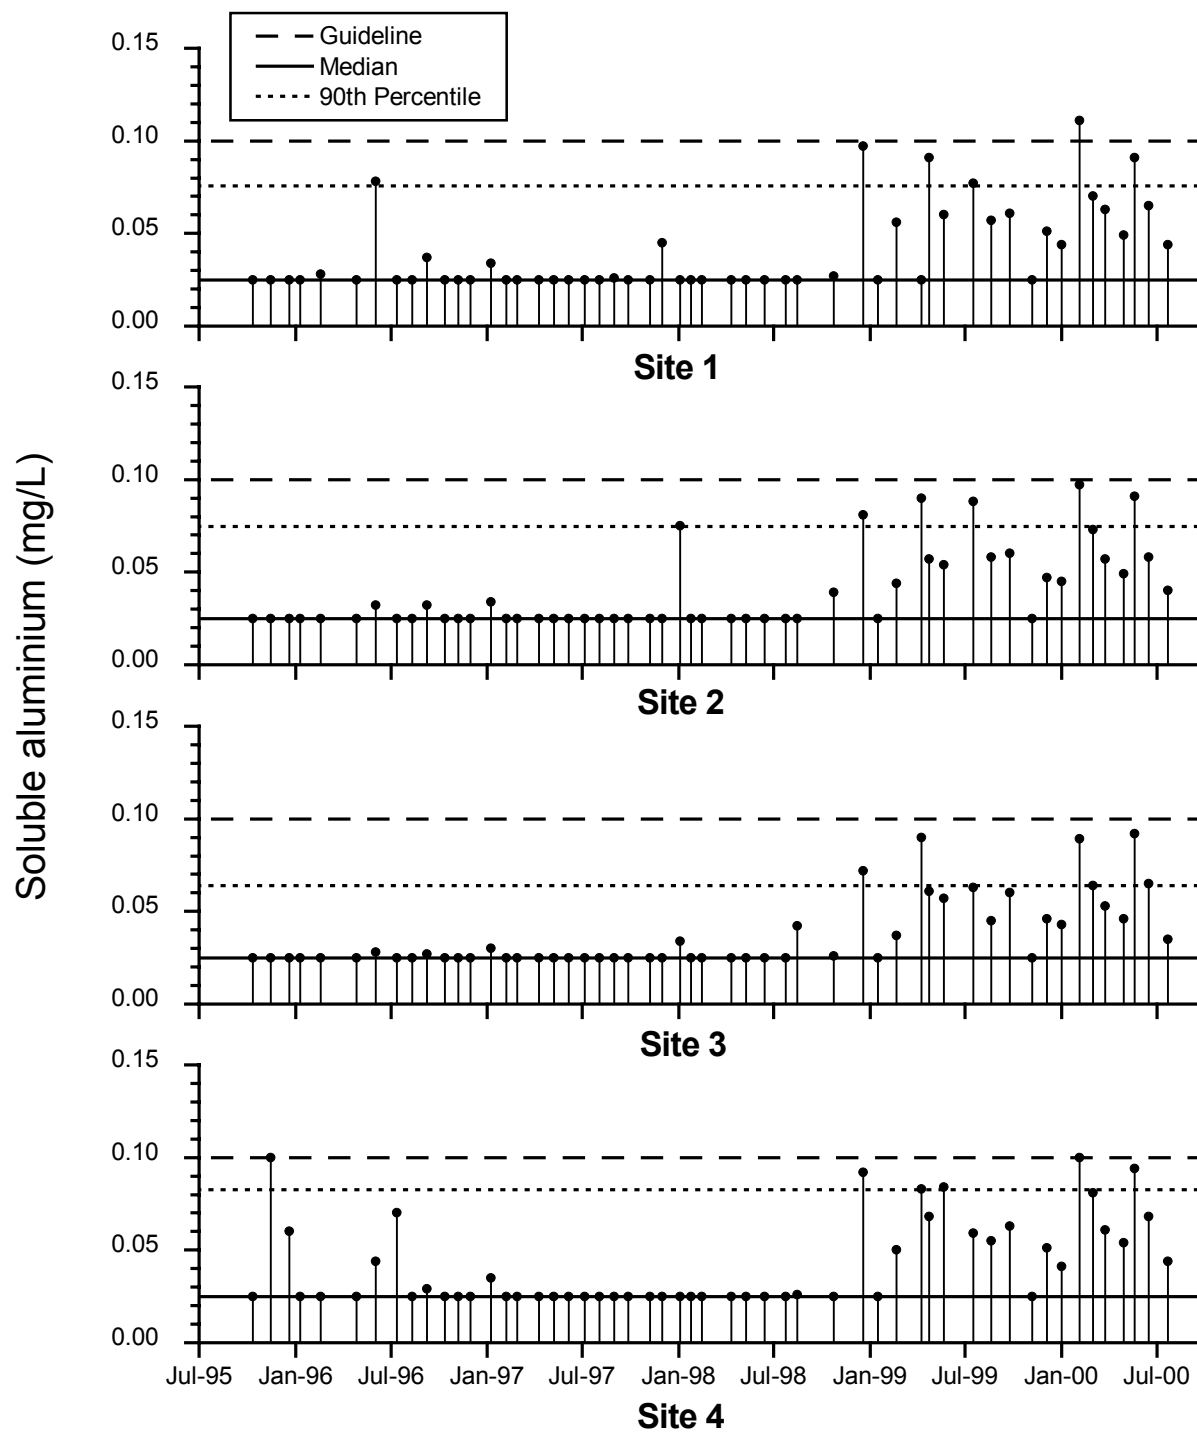 Guideline
Median
90th Percentile
Soluble aluminium (mg/L)
0.15
0.10
0.05
0.00
Site 1
0.15
0.10
0.05
0.00
Site 2
0.15
0.10
0.05
0.00
Site 3
0.15
0.10
0.05
0.00
Jul-95 Jan-96 Jul-96 Jan-97 Jul-97 Jan-98 Jul-98 Jan-99 Jul-99 Jan-00 Jul-00
Site 4